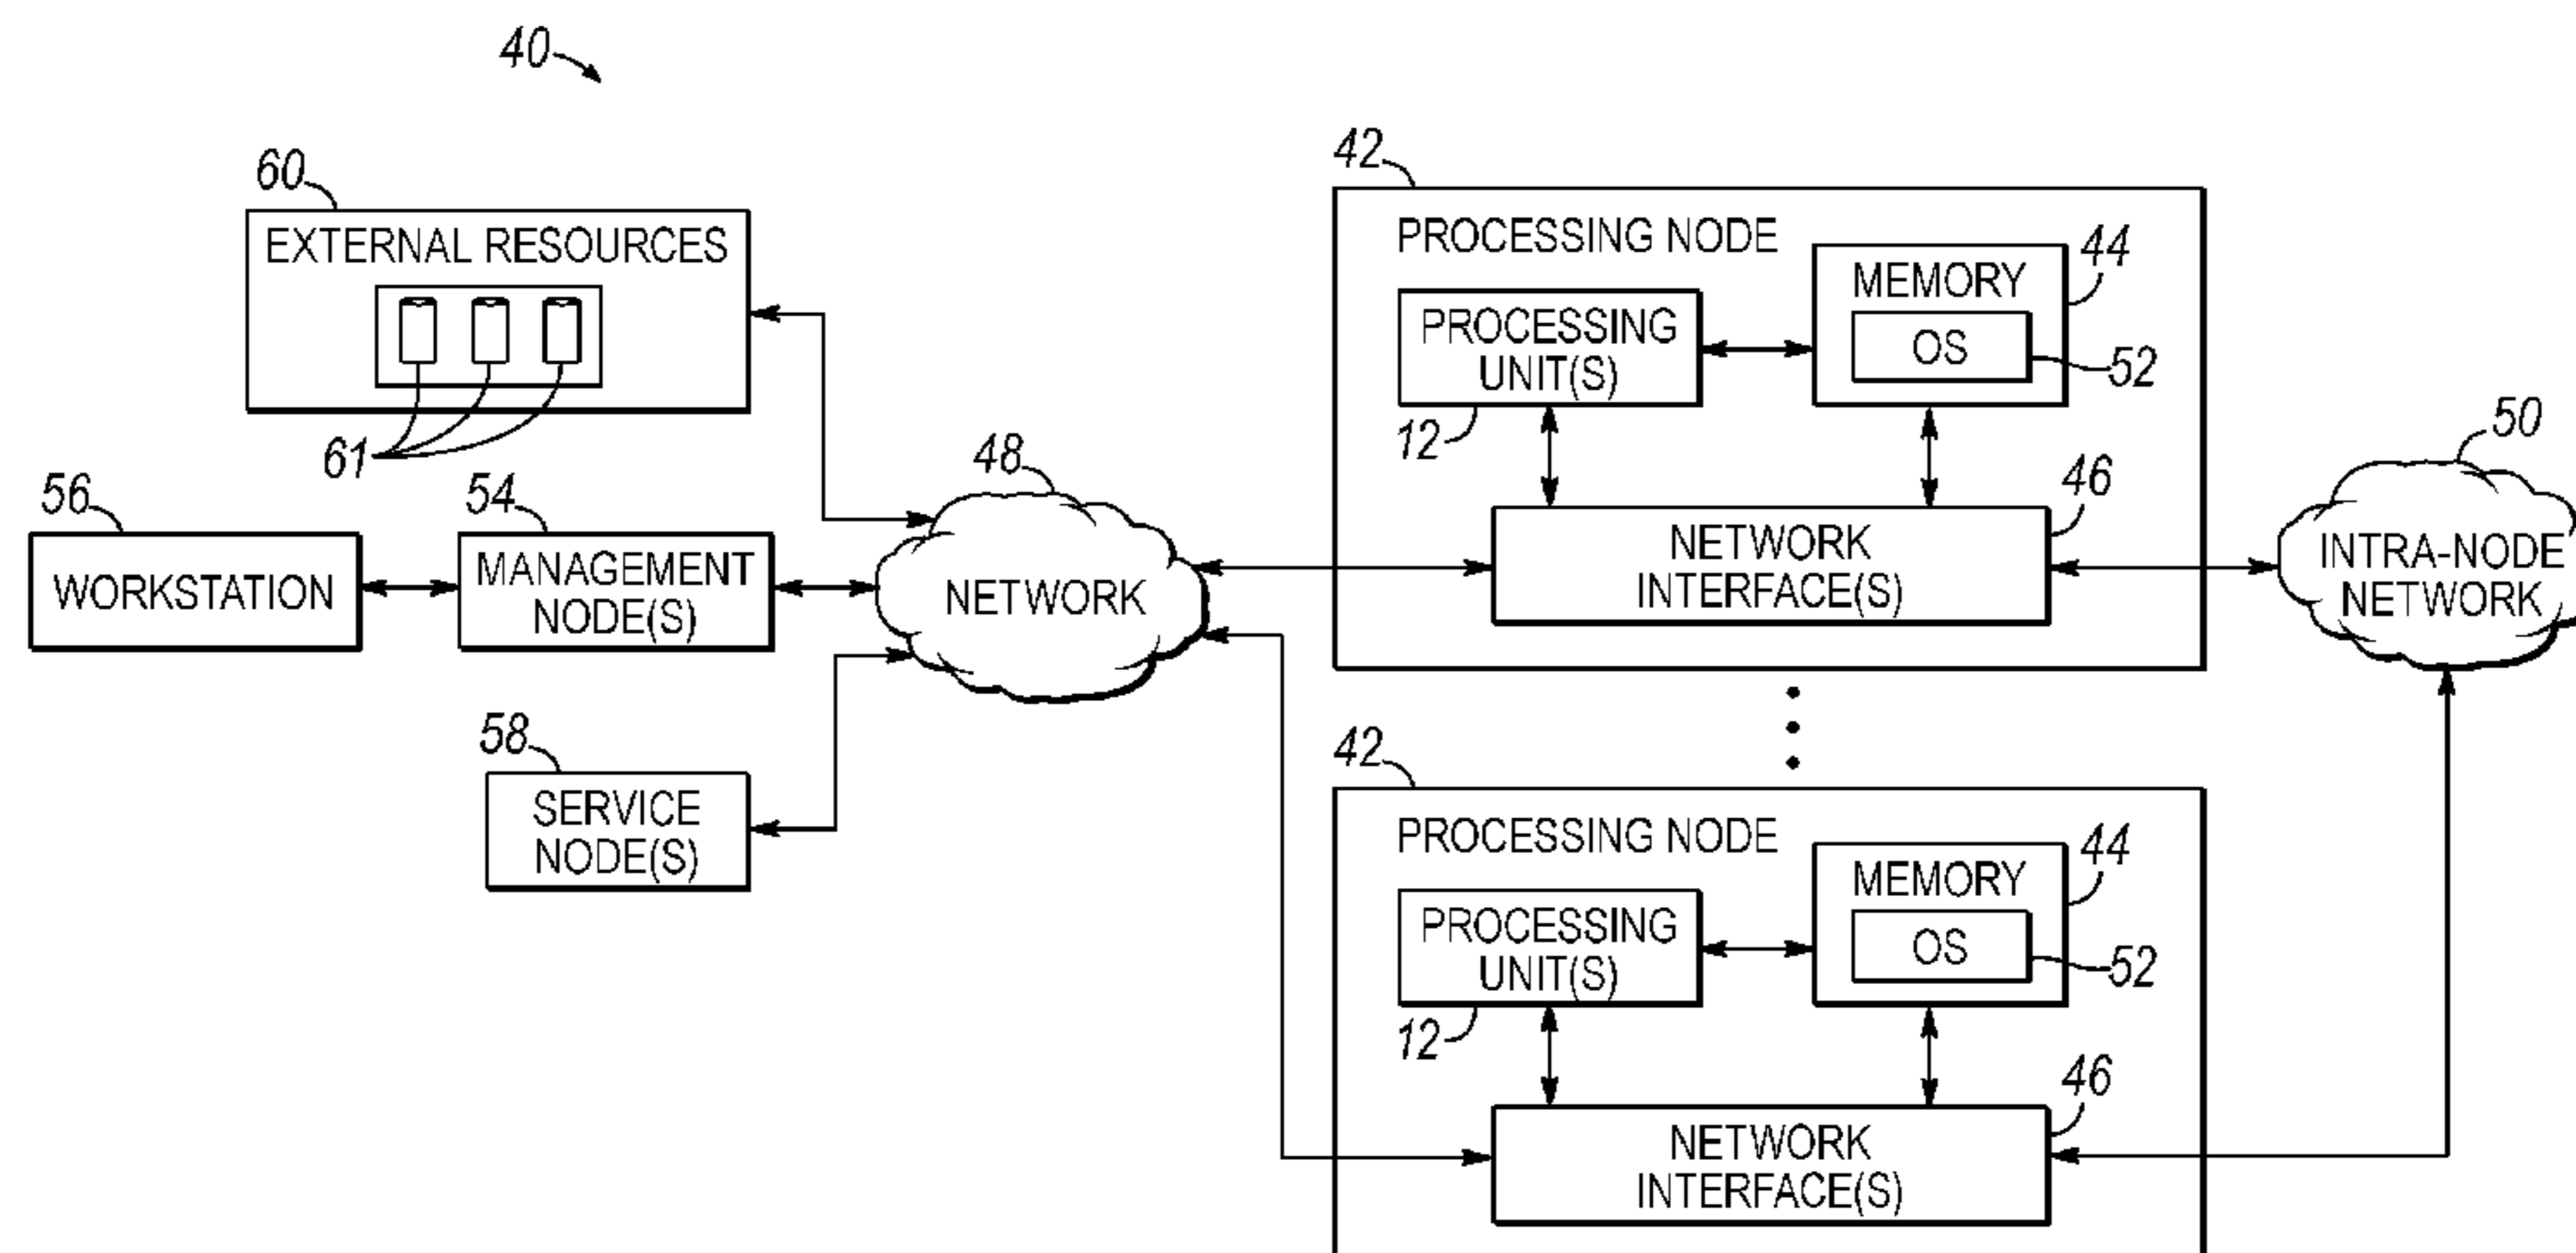 40
60
EXTERNAL RESOURCES
61
56
WORKSTATION
54
MANAGEMENT
NODE(S)
58
SERVICE
NODE(S)
48
NETWORK
42
PROCESSING NODE
PROCESSING
UNIT(S)
12
MEMORY
OS
44
52
NETWORK
INTERFACE(S)
46
50
INTRA-NODE
NETWORK
42
PROCESSING NODE
PROCESSING
UNIT(S)
12
MEMORY
OS
44
52
NETWORK
INTERFACE(S)
46